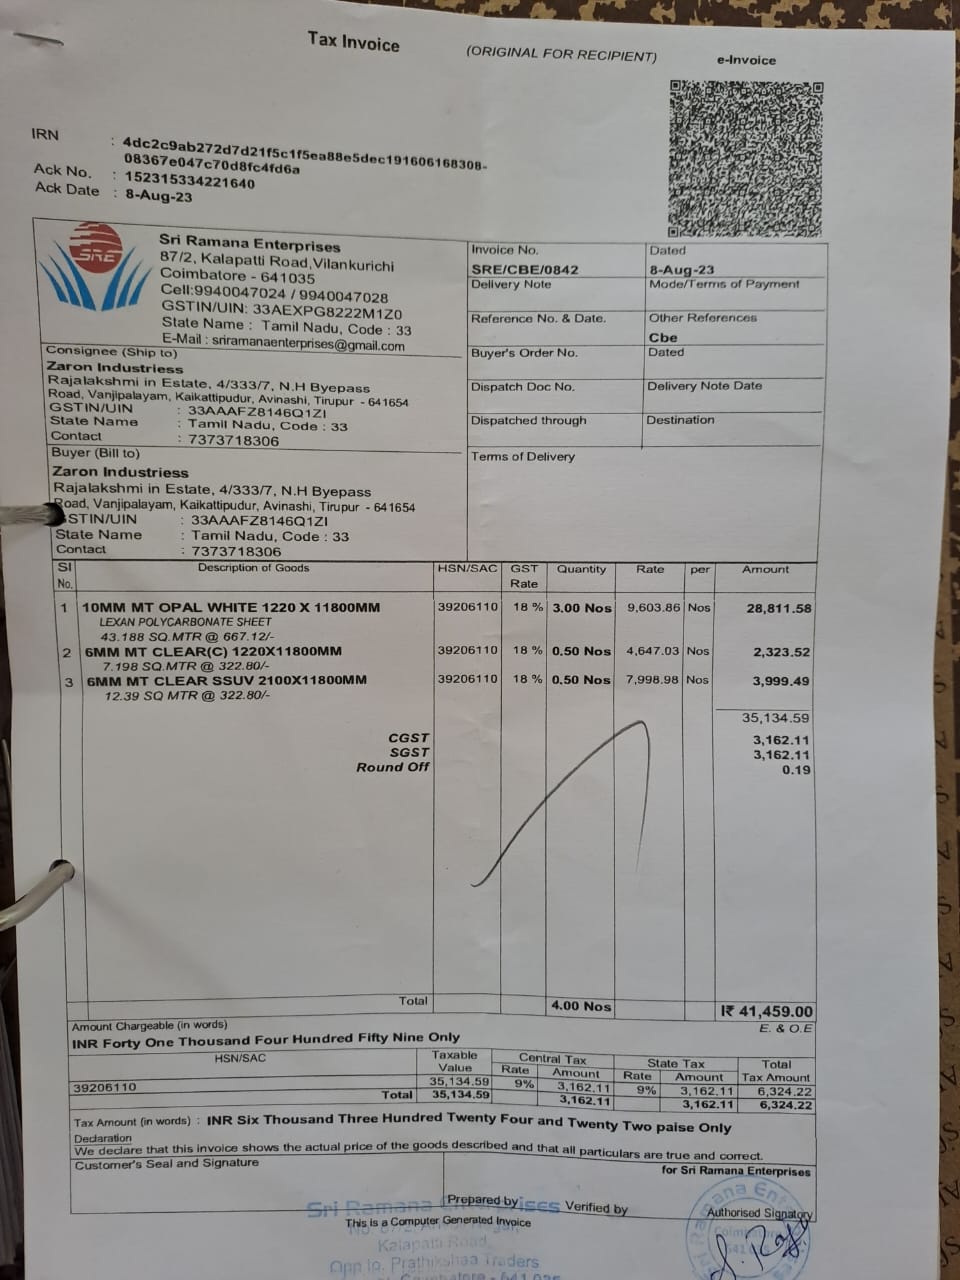 Tax Invoice
(ORIGINAL FOR RECIPIENT)
e-Invoice
IRN : 4dc2c9ab272d7d21f5c1f5ea88e5dec191606168308-
08367e047c70d8fc4fd6a
Ack No. : 152315334221640
Ack Date : 8-Aug-23
SRE
Sri Ramana Enterprises
87/2, Kalapatti Road,Vilankurichi
Coimbatore - 641035
Cell:9940047024 / 9940047028
GSTIN/UIN: 33AEXPG8222M1Z0
State Name : Tamil Nadu, Code : 33
E-Mail : sriramanaenterprises@gmail.com
Invoice No. Dated
SRE/CBE/0842 8-Aug-23
Delivery Note Mode/Terms of Payment
Reference No. & Date. Other References
Cbe
Buyer's Order No. Dated
Dispatch Doc No. Delivery Note Date
Dispatched through Destination
Terms of Delivery
Consignee (Ship to)
Zaron Industriess
Rajalakshmi in Estate, 4/333/7, N.H Byepass
Road, Vanjipalayam, Kaikattipudur, Avinashi, Tirupur - 641654
GSTIN/UIN : 33AAAFZ8146Q1ZI
State Name : Tamil Nadu, Code : 33
Contact : 7373718306
Buyer (Bill to)
Zaron Industriess
Rajalakshmi in Estate, 4/333/7, N.H Byepass
Road, Vanjipalayam, Kaikattipudur, Avinashi, Tirupur - 641654
GSTIN/UIN : 33AAAFZ8146Q1ZI
State Name : Tamil Nadu, Code : 33
Contact : 7373718306
Sl No. Description of Goods HSN/SAC GST Rate Quantity Rate per Amount
1 10MM MT OPAL WHITE 1220 X 11800MM 39206110 18 % 3.00 Nos 9,603.86 Nos 28,811.58
LEXAN POLYCARBONATE SHEET
43.188 SQ.MTR @ 667.12/-
2 6MM MT CLEAR(C) 1220X11800MM 39206110 18 % 0.50 Nos 4,647.03 Nos 2,323.52
7.198 SQ.MTR @ 322.80/-
3 6MM MT CLEAR SSUV 2100X11800MM 39206110 18 % 0.50 Nos 7,998.98 Nos 3,999.49
12.39 SQ MTR @ 322.80/-
35,134.59
CGST 3,162.11
SGST 3,162.11
Round Off 0.19
Total 4.00 Nos I₹ 41,459.00
Amount Chargeable (in words) E. & O.E
INR Forty One Thousand Four Hundred Fifty Nine Only
HSN/SAC Taxable Value Central Tax Rate Amount State Tax Rate Amount Total Tax Amount
39206110 35,134.59 9% 3,162.11 9% 3,162.11 6,324.22
Total 35,134.59 3,162.11 3,162.11 6,324.22
Tax Amount (in words) : INR Six Thousand Three Hundred Twenty Four and Twenty Two paise Only
Declaration
We declare that this invoice shows the actual price of the goods described and that all particulars are true and correct.
Customer's Seal and Signature
for Sri Ramana Enterprises
Prepared by Verified by Authorised Signatory
This is a Computer Generated Invoice
Sri Ramana Enterprises
Kalapatti Road,
Opp to. Prathikshaa Traders